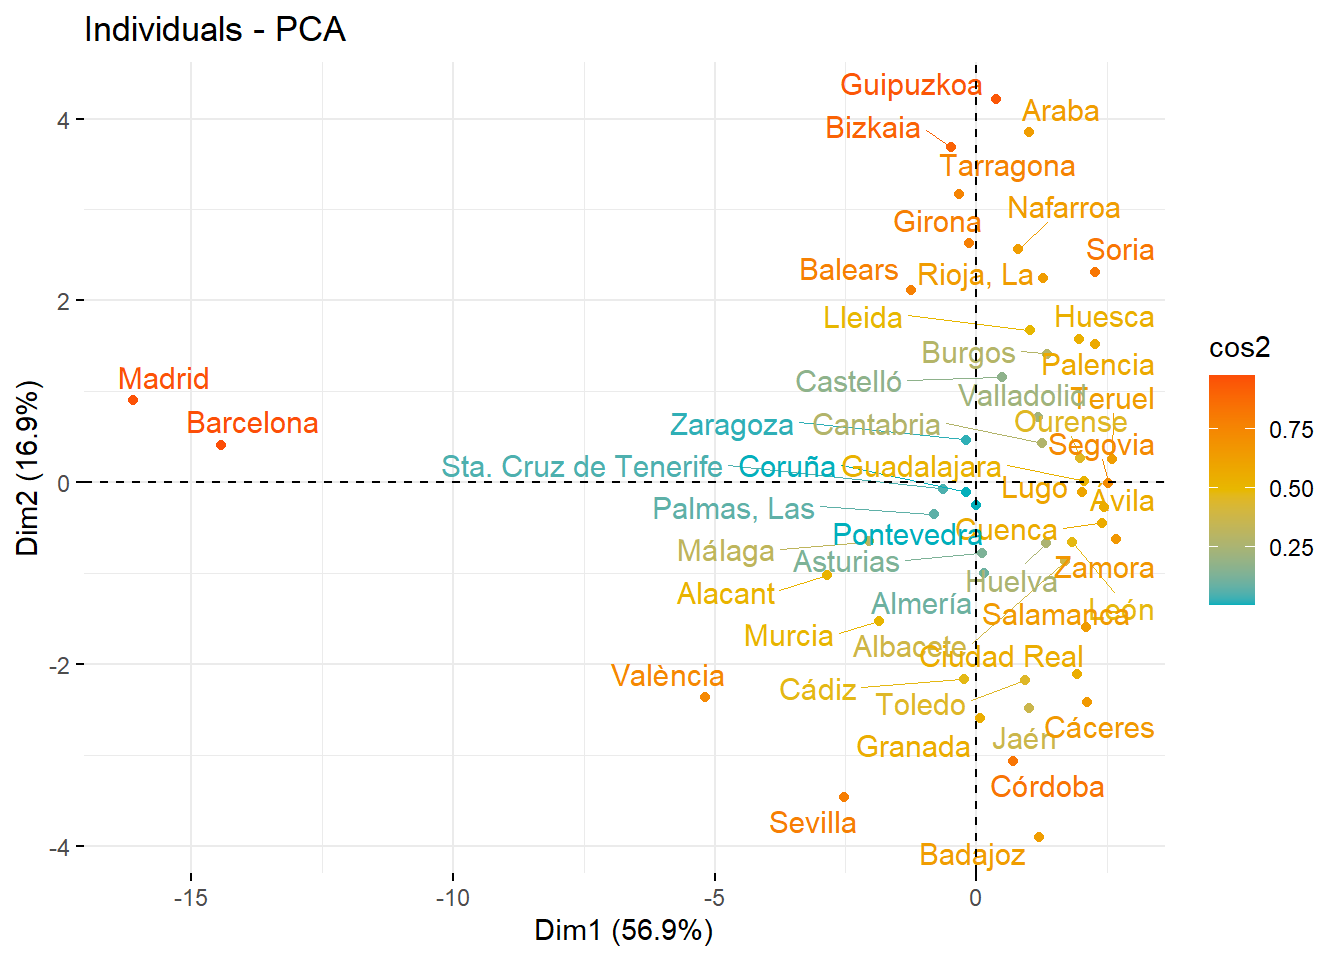 Individuals - PCA
Guipuzkoa
Araba
Bizkaia
Tarragona
Nafarroa
Girona
Soria
Balears
Rioja, La
Lleida
Huesca
Burgos
Palencia
Castelló
Valladolid
Teruel
Madrid
Barcelona
Zaragoza
Cantabria
Ourense
Segovia
Sta. Cruz de Tenerife
Coruña
Guadalajara
Lugo
Ávila
Palmas, Las
Cuenca
Pontevedra
Málaga
Asturias
Zamora
Huelva
Alacant
Almería
León
Salamanca
Murcia
Albacete
Ciudad Real
València
Cádiz
Toledo
Cáceres
Jaén
Granada
Córdoba
Sevilla
Badajoz
4
2
0
-2
-4
Dim2 (16.9%)
-15
-10
-5
0
Dim1 (56.9%)
cos2
0.75
0.50
0.25